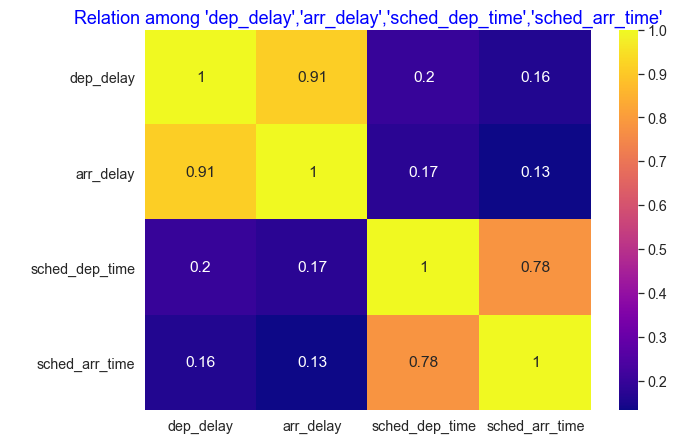 Relation among 'dep_delay','arr_delay','sched_dep_time','sched_arr_time'
1.0
dep_delay 1 0.91 0.2 0.16
0.9
0.8
arr_delay 0.91 1 0.17 0.13
0.7
0.6
0.5
sched_dep_time 0.2 0.17 1 0.78
0.4
0.3
sched_arr_time 0.16 0.13 0.78 1
0.2
dep_delay arr_delay sched_dep_time sched_arr_time